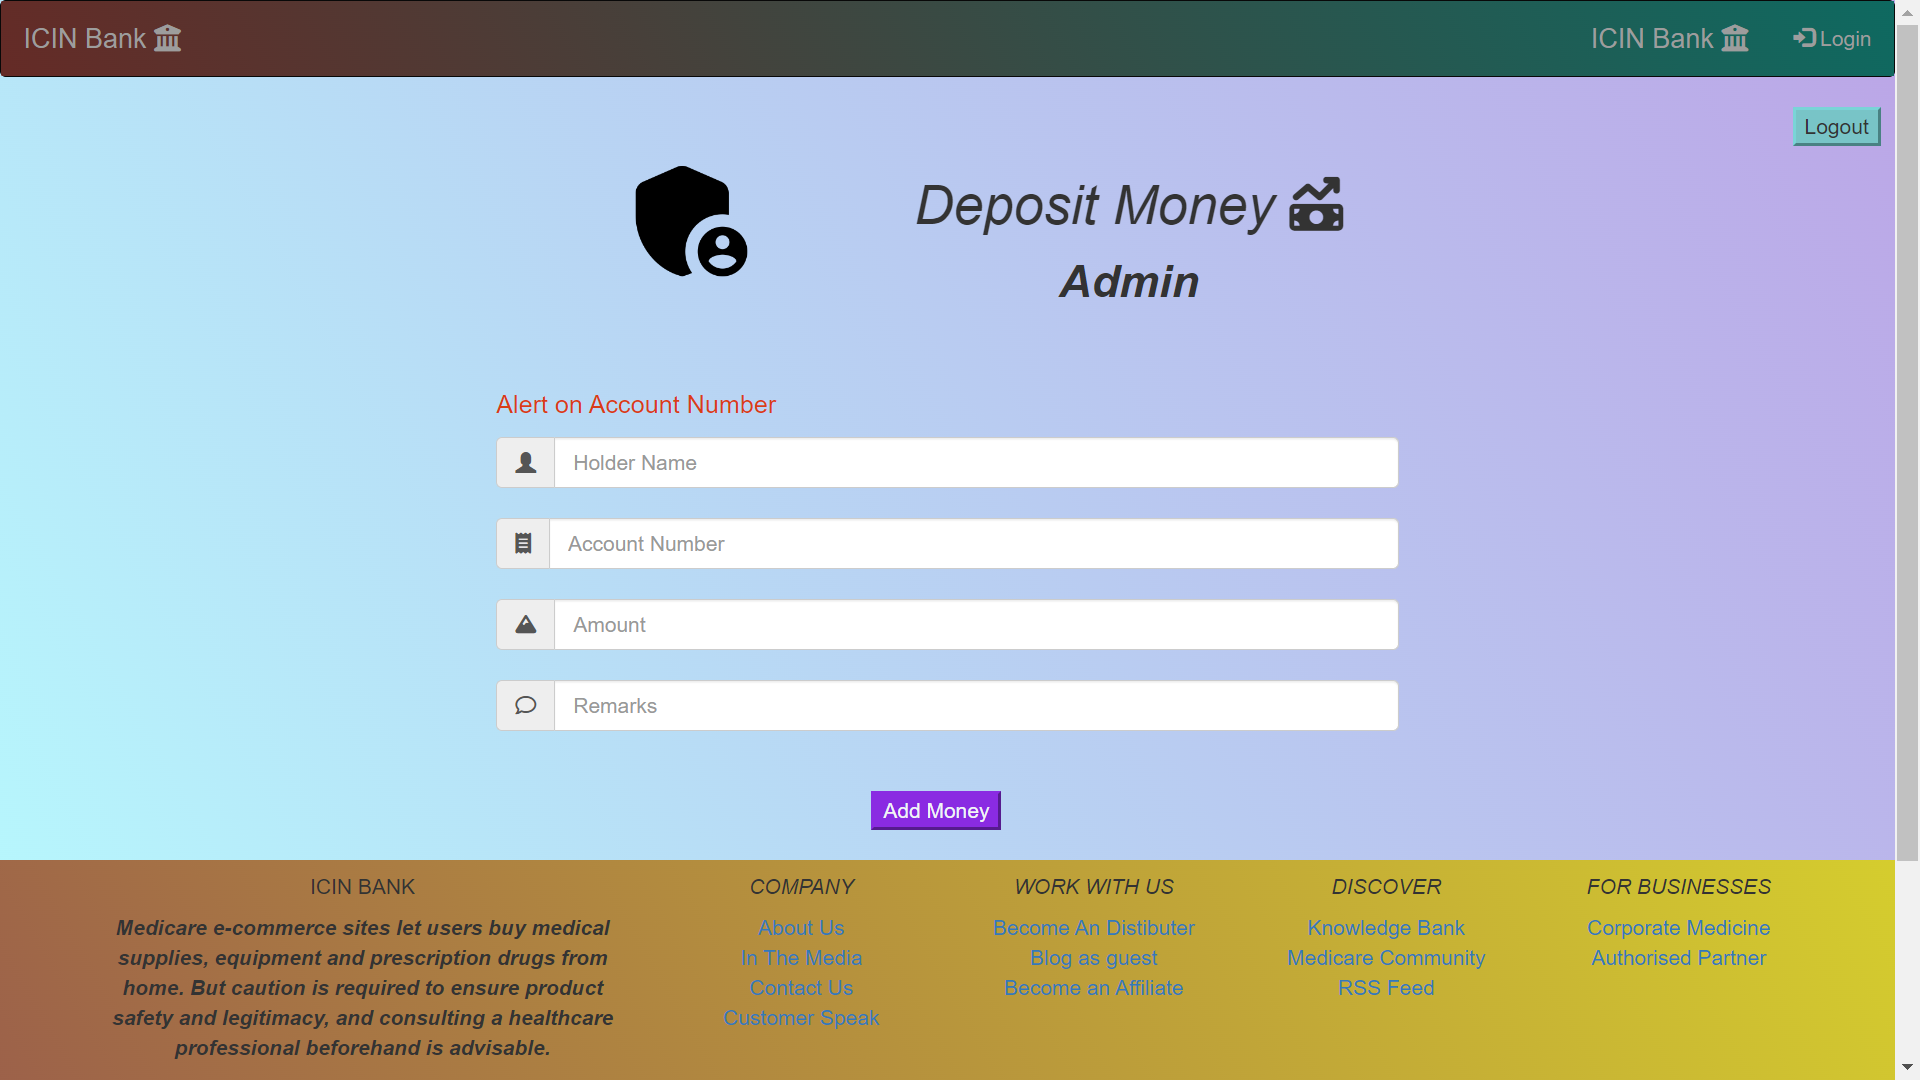 ICIN Bank
ICIN Bank
Login
Logout
Deposit Money
Admin
Alert on Account Number
Holder Name
Account Number
Amount
Remarks
Add Money
ICIN BANK
Medicare e-commerce sites let users buy medical
supplies, equipment and prescription drugs from
home. But caution is required to ensure product
safety and legitimacy, and consulting a healthcare
professional beforehand is advisable.
COMPANY
About Us
In The Media
Contact Us
Customer Speak
WORK WITH US
Become An Distibuter
Blog as guest
Become an Affiliate
DISCOVER
Knowledge Bank
Medicare Community
RSS Feed
FOR BUSINESSES
Corporate Medicine
Authorised Partner